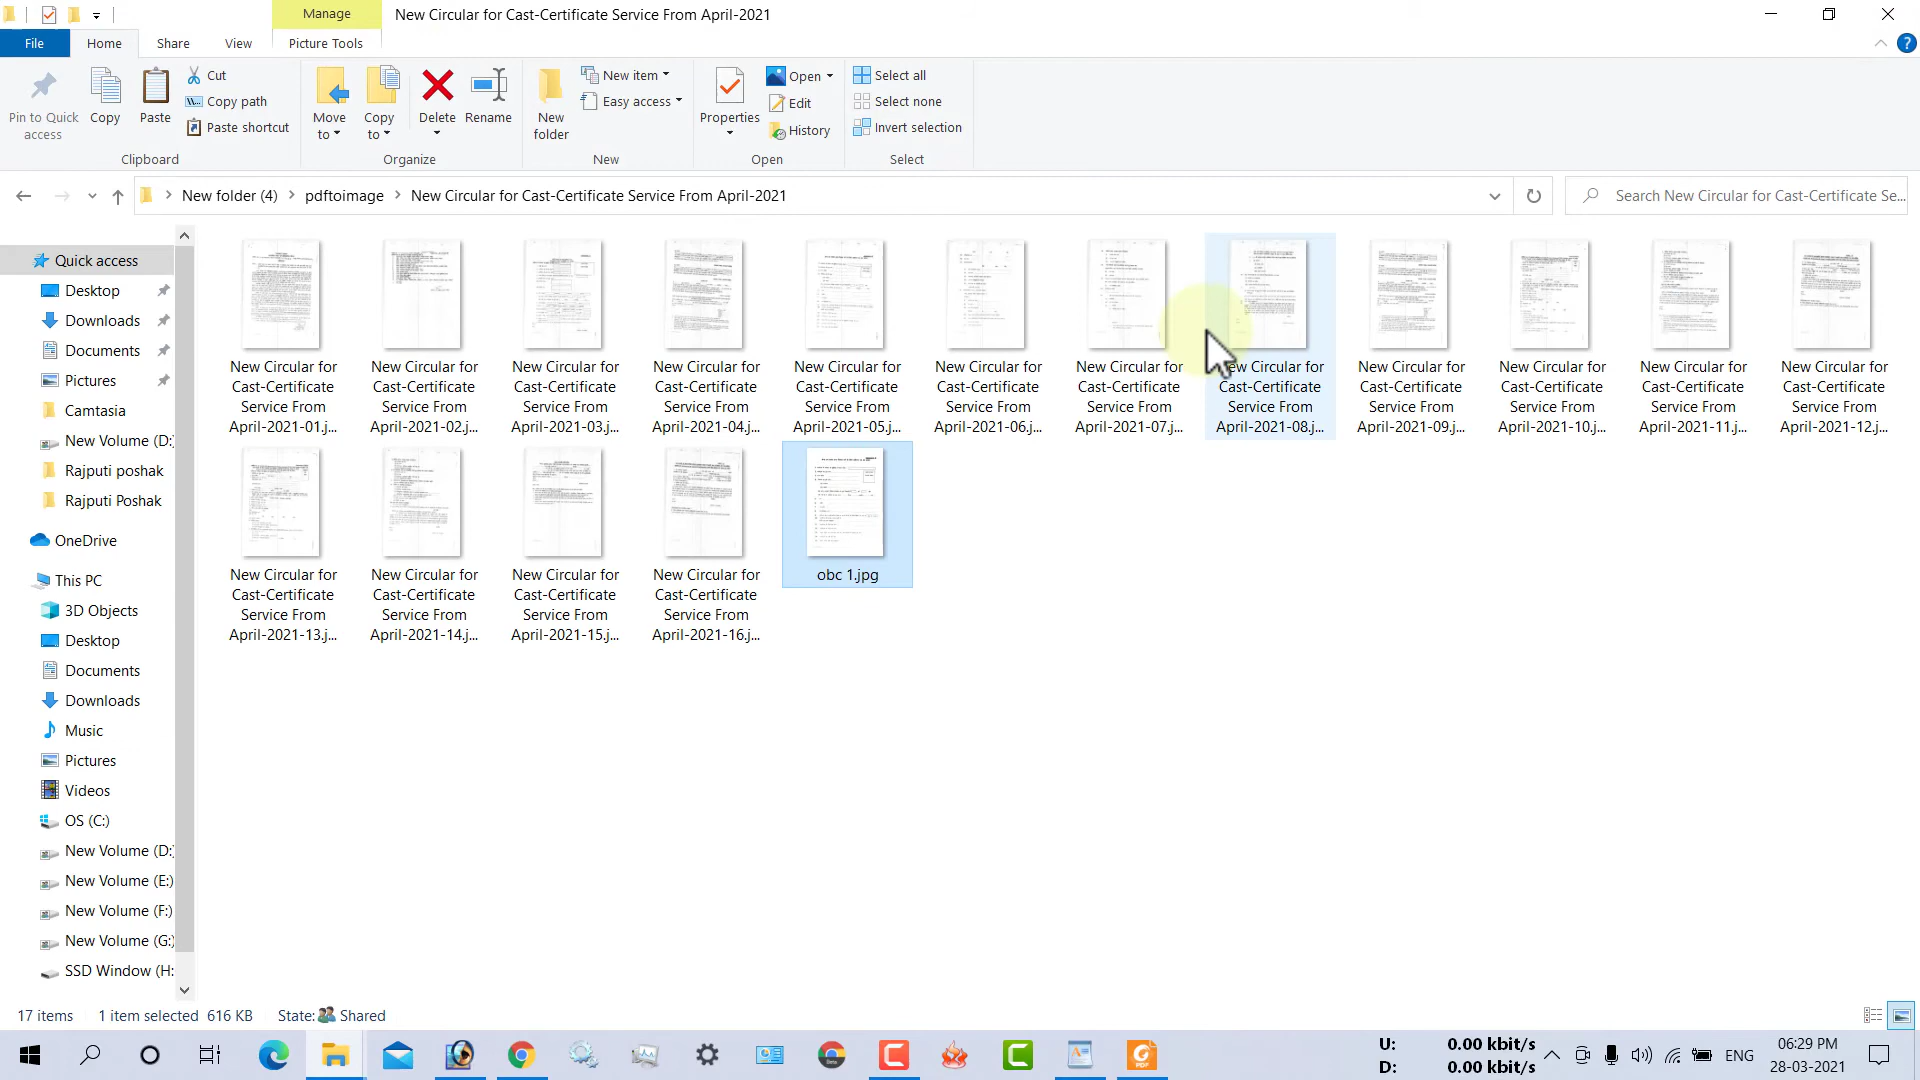 Manage
New Circular for Cast-Certificate Service From April-2021
File
Home
Share
View
Picture Tools
Pin to Quick
access
Copy
Paste
Cut
Copy path
Paste shortcut
Clipboard
Move
to
Copy
to
Delete
Rename
Organize
New
folder
New item
Easy access
New
Properties
Open
Edit
History
Open
Select all
Select none
Invert selection
Select
New folder (4)
pdftoimage
New Circular for Cast-Certificate Service From April-2021
Search New Circular for Cast-Certificate Se...
Quick access
Desktop
Downloads
Documents
Pictures
Camtasia
New Volume (D:)
Rajputi poshak
Rajputi Poshak
OneDrive
This PC
3D Objects
Desktop
Documents
Downloads
Music
Pictures
Videos
OS (C:)
New Volume (D:)
New Volume (E:)
New Volume (F:)
New Volume (G:)
SSD Window (H:
New Circular for
Cast-Certificate
Service From
April-2021-01.j...
New Circular for
Cast-Certificate
Service From
April-2021-02.j...
New Circular for
Cast-Certificate
Service From
April-2021-03.j...
New Circular for
Cast-Certificate
Service From
April-2021-04.j...
New Circular for
Cast-Certificate
Service From
April-2021-05.j...
New Circular for
Cast-Certificate
Service From
April-2021-06.j...
New Circular for
Cast-Certificate
Service From
April-2021-07.j...
New Circular for
Cast-Certificate
Service From
April-2021-08.j...
New Circular for
Cast-Certificate
Service From
April-2021-09.j...
New Circular for
Cast-Certificate
Service From
April-2021-10.j...
New Circular for
Cast-Certificate
Service From
April-2021-11.j...
New Circular for
Cast-Certificate
Service From
April-2021-12.j...
New Circular for
Cast-Certificate
Service From
April-2021-13.j...
New Circular for
Cast-Certificate
Service From
April-2021-14.j...
New Circular for
Cast-Certificate
Service From
April-2021-15.j...
New Circular for
Cast-Certificate
Service From
April-2021-16.j...
obc 1.jpg
17 items
1 item selected 616 KB
State: Shared
U: 0.00 kbit/s
D: 0.00 kbit/s
ENG
06:29 PM
28-03-2021